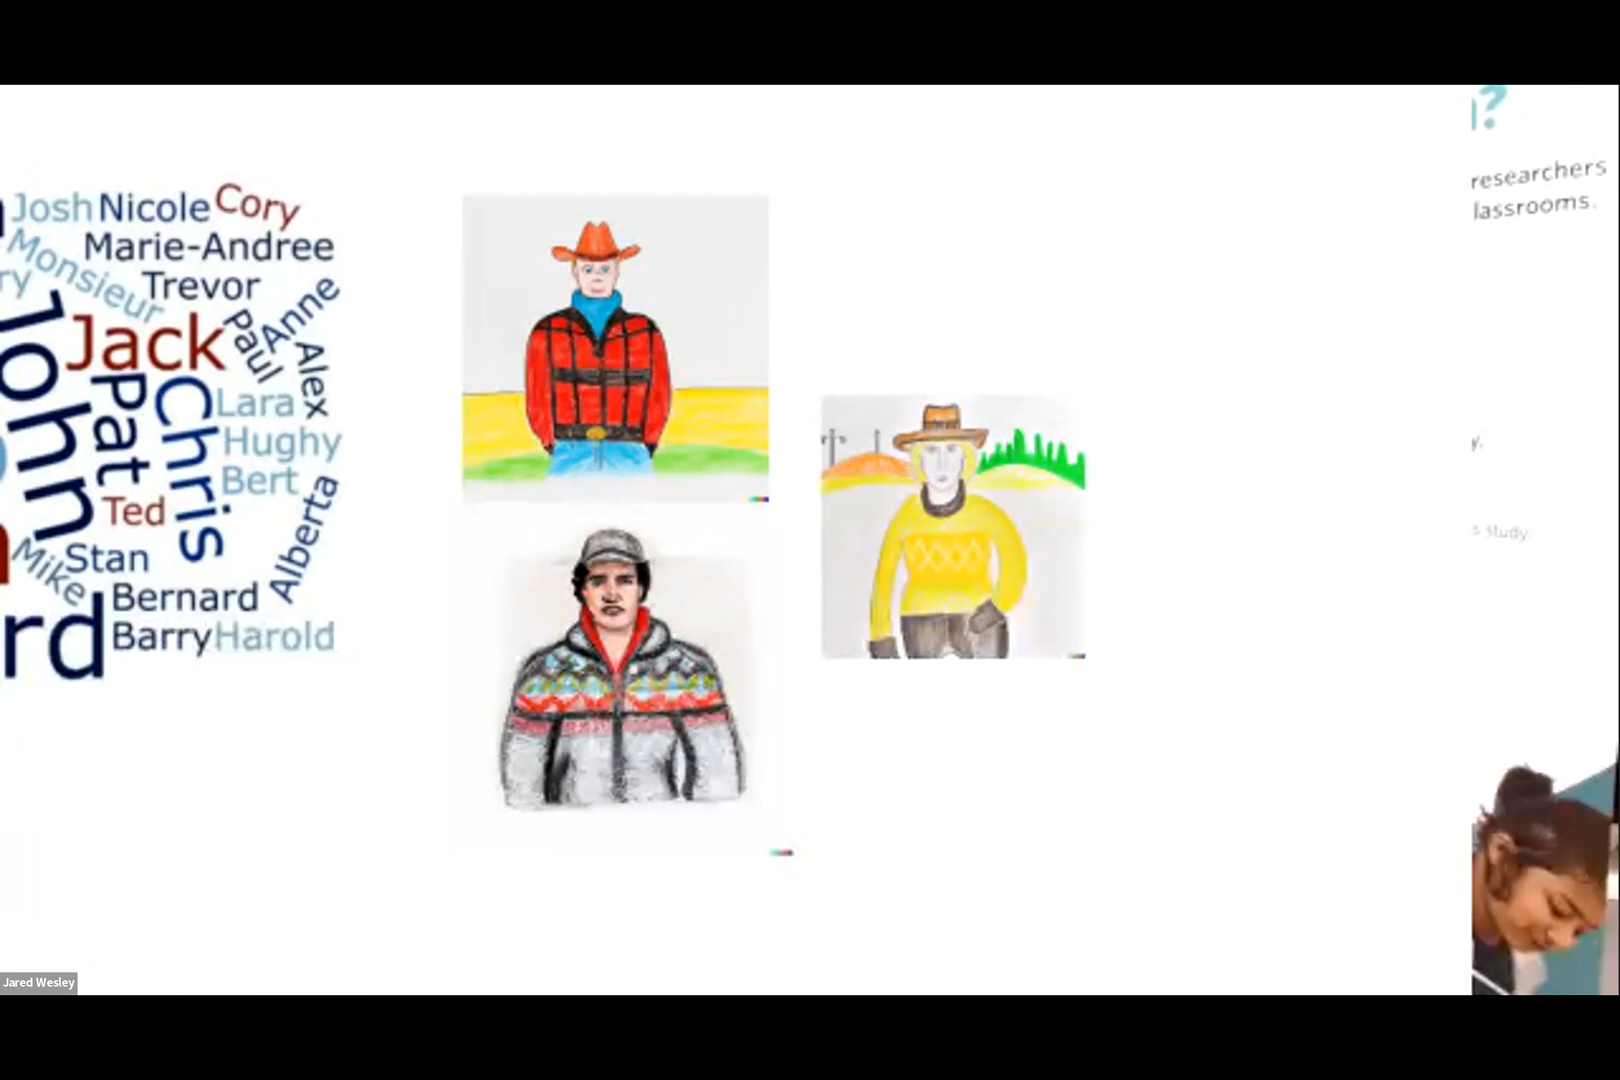 Josh Nicole Cory
Marie-Andree
Monsieur
Trevor
Anne
Paul
Jack
John
Pat
Chris
Alex
Lara
Hughy
Bert
Ted
Alberta
Mike
Stan
Bernard
Barry Harold
rd
?
researchers
lassrooms.
s study
Jared Wesley